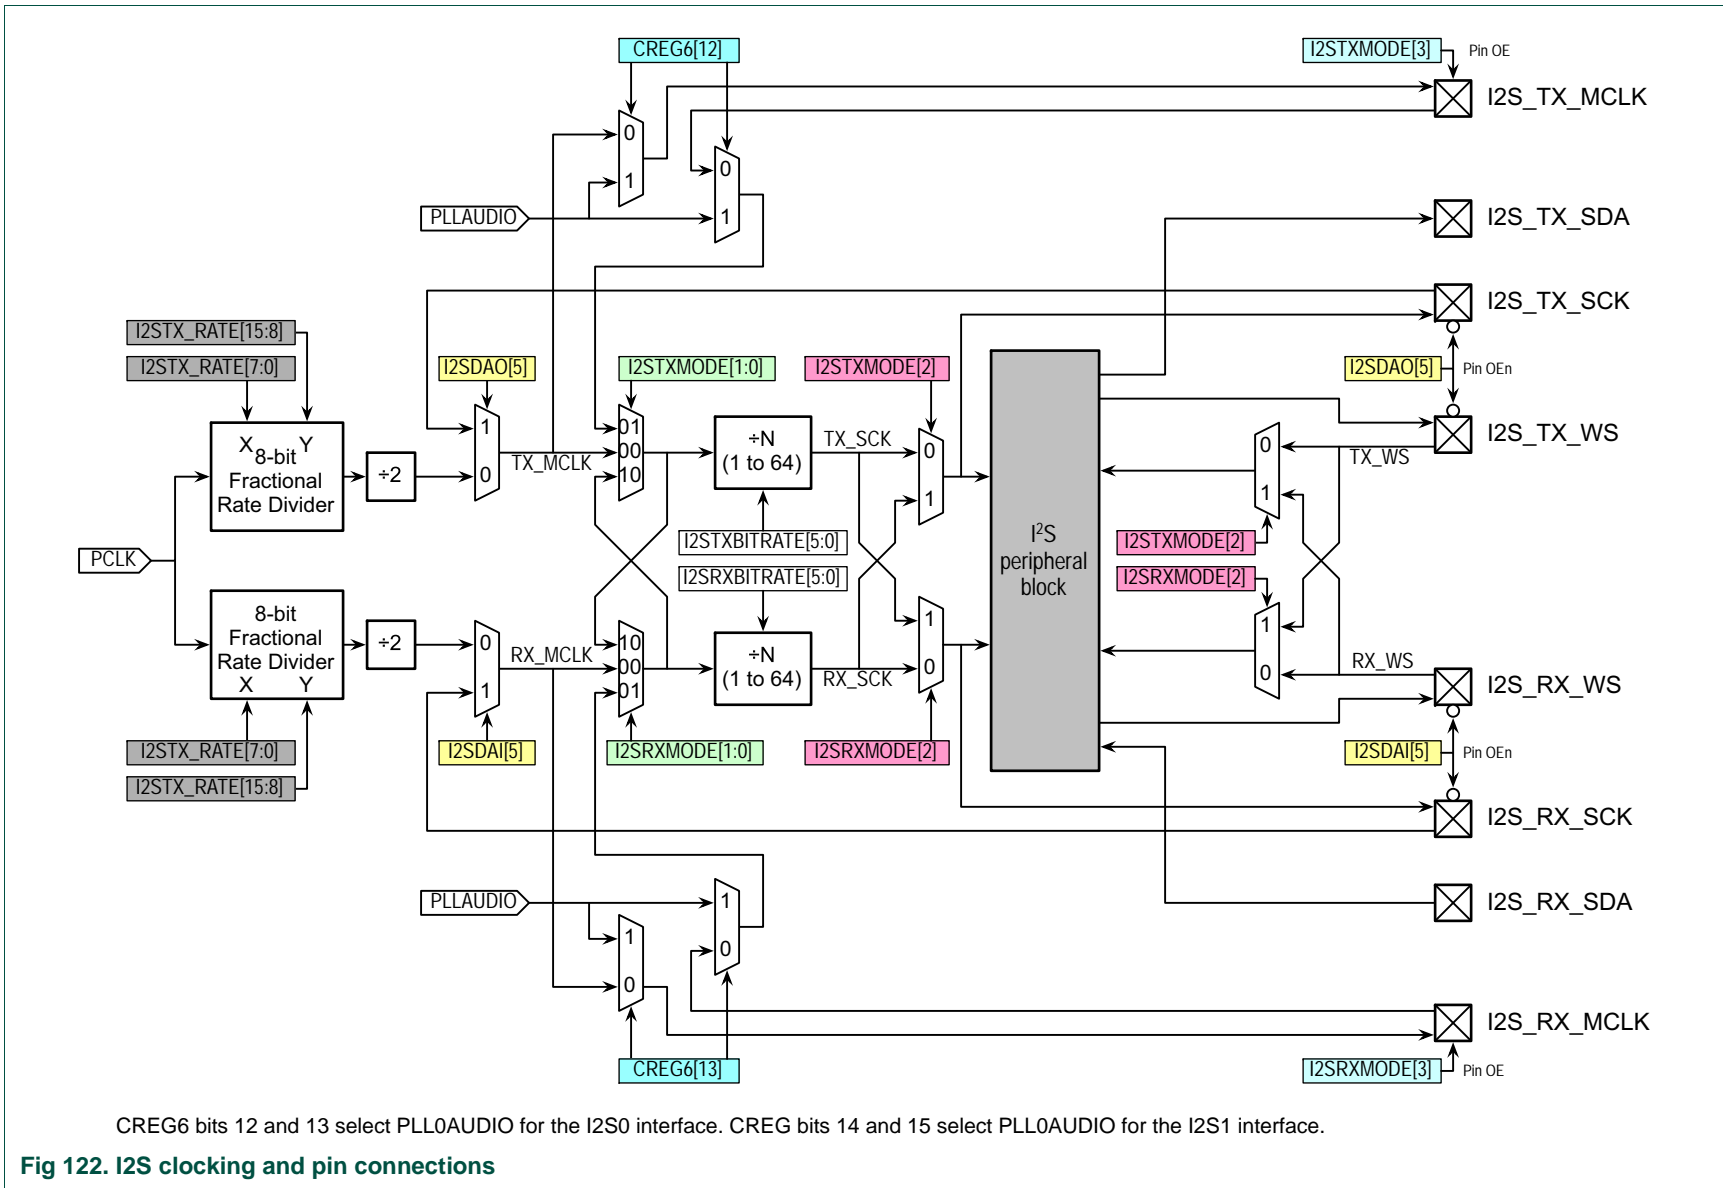 CREG6[12]
I2STXMODE[3]
Pin OE
I2S_TX_MCLK
0
1
0
1
PLLAUDIO
I2S_TX_SDA
I2S_TX_SCK
I2STX_RATE[15:8]
I2STX_RATE[7:0]
I2SDAO[5]
I2STXMODE[1:0]
I2STXMODE[2]
I2SDAO[5]
Pin OEn
X Y
8-bit
Fractional
Rate Divider
÷2
1
0
TX_MCLK
01
00
10
÷N
(1 to 64)
TX_SCK
0
1
0
1
TX_WS
I2S_TX_WS
I2STXBITRATE[5:0]
I2STXMODE[2]
PCLK
I2SRXBITRATE[5:0]
I2S
peripheral
block
I2SRXMODE[2]
8-bit
Fractional
Rate Divider
X Y
÷2
0
1
RX_MCLK
10
00
01
÷N
(1 to 64)
RX_SCK
1
0
1
0
RX_WS
I2S_RX_WS
I2STX_RATE[7:0]
I2STX_RATE[15:8]
I2SDAI[5]
I2SRXMODE[1:0]
I2SRXMODE[2]
I2SDAI[5]
Pin OEn
I2S_RX_SCK
PLLAUDIO
1
0
1
0
I2S_RX_SDA
I2S_RX_MCLK
CREG6[13]
I2SRXMODE[3]
Pin OE
CREG6 bits 12 and 13 select PLL0AUDIO for the I2S0 interface. CREG bits 14 and 15 select PLL0AUDIO for the I2S1 interface.
Fig 122. I2S clocking and pin connections